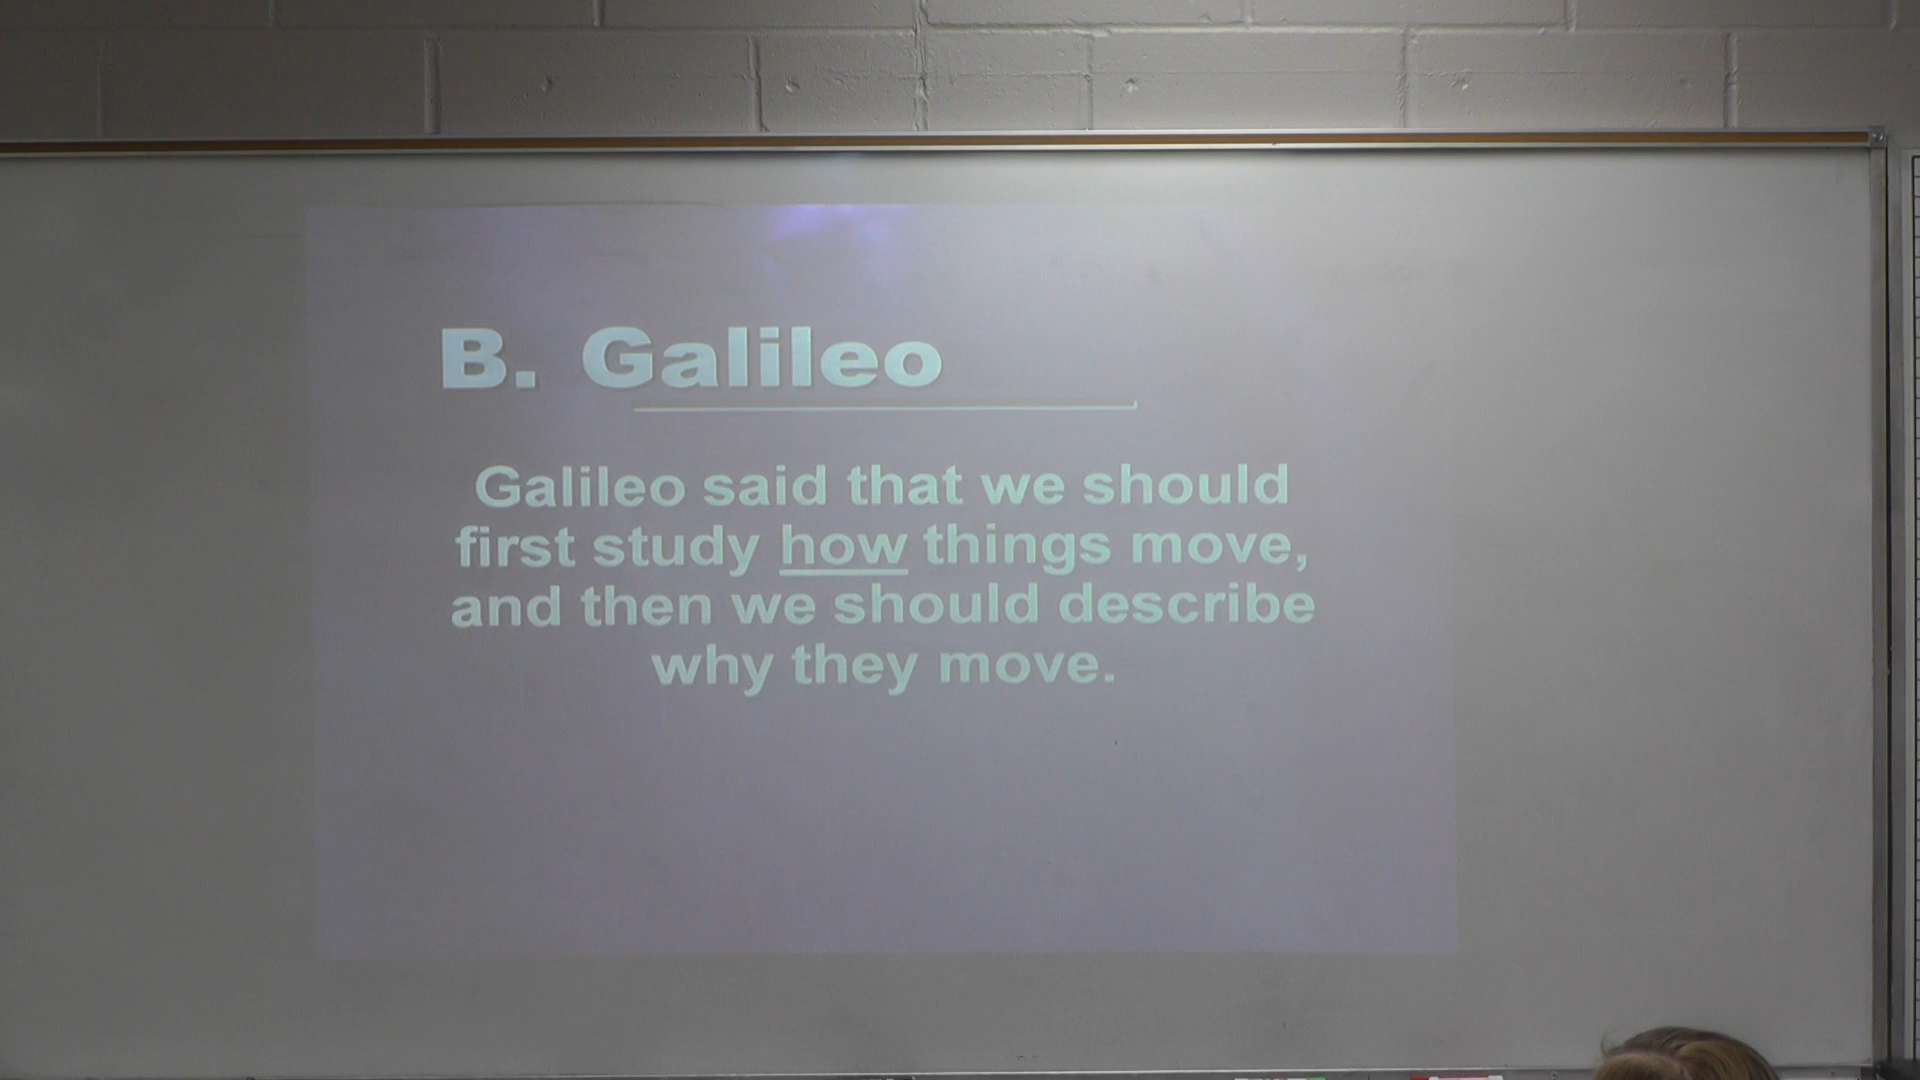 B. Galileo
Galileo said that we should
first study how things move,
and then we should describe
why they move.